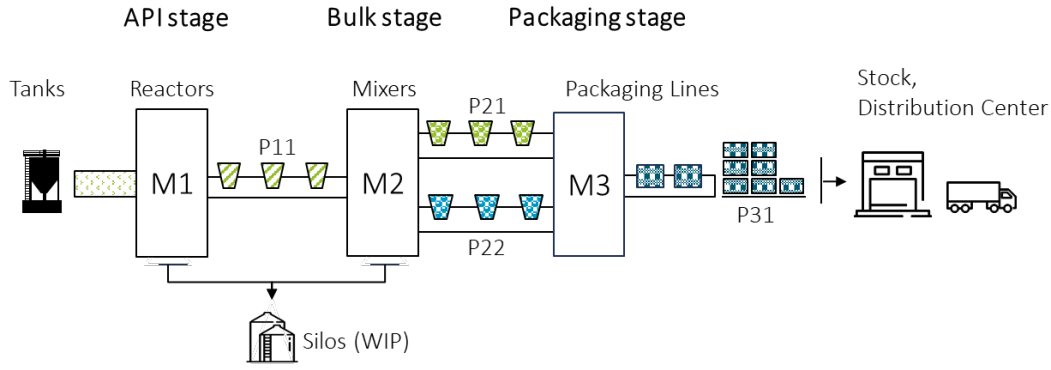 API stage
Bulk stage
Packaging stage
Tanks
Reactors
Mixers
Packaging Lines
Stock,
Distribution Center
P11
P21
M1
M2
M3
P22
P31
Silos (WIP)